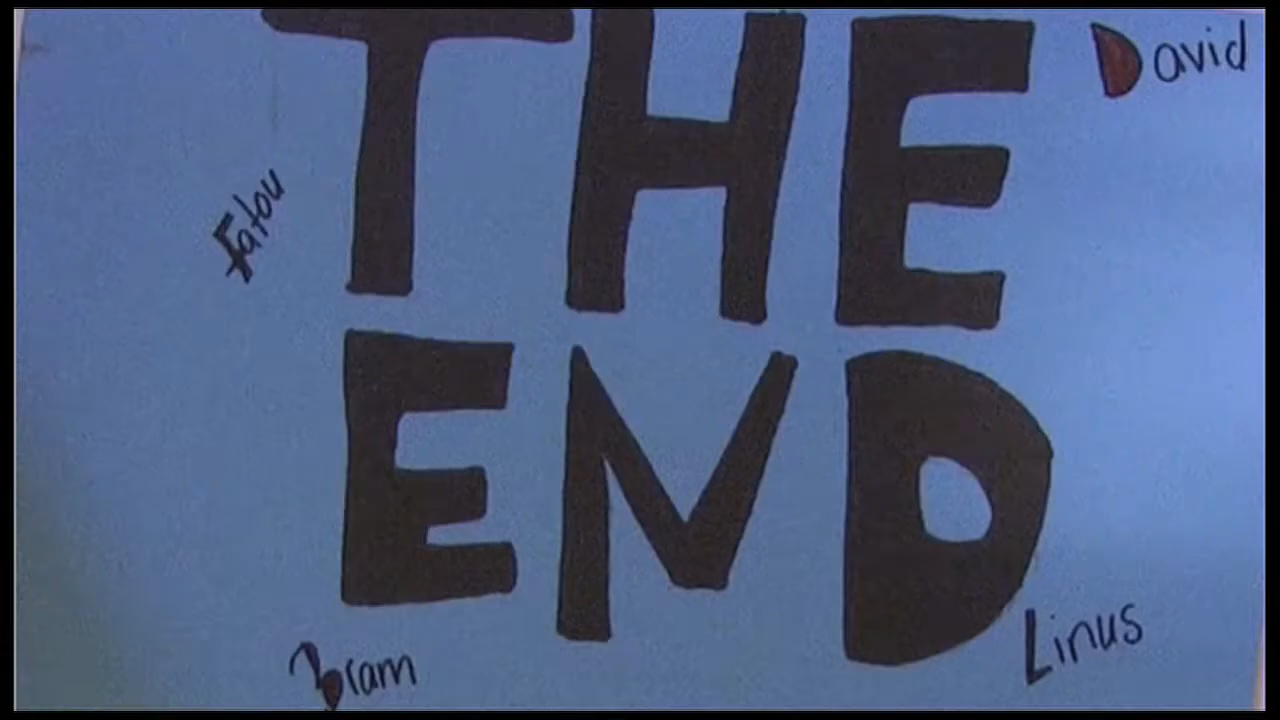 THE
David
Fatou
END
Bram
Linus